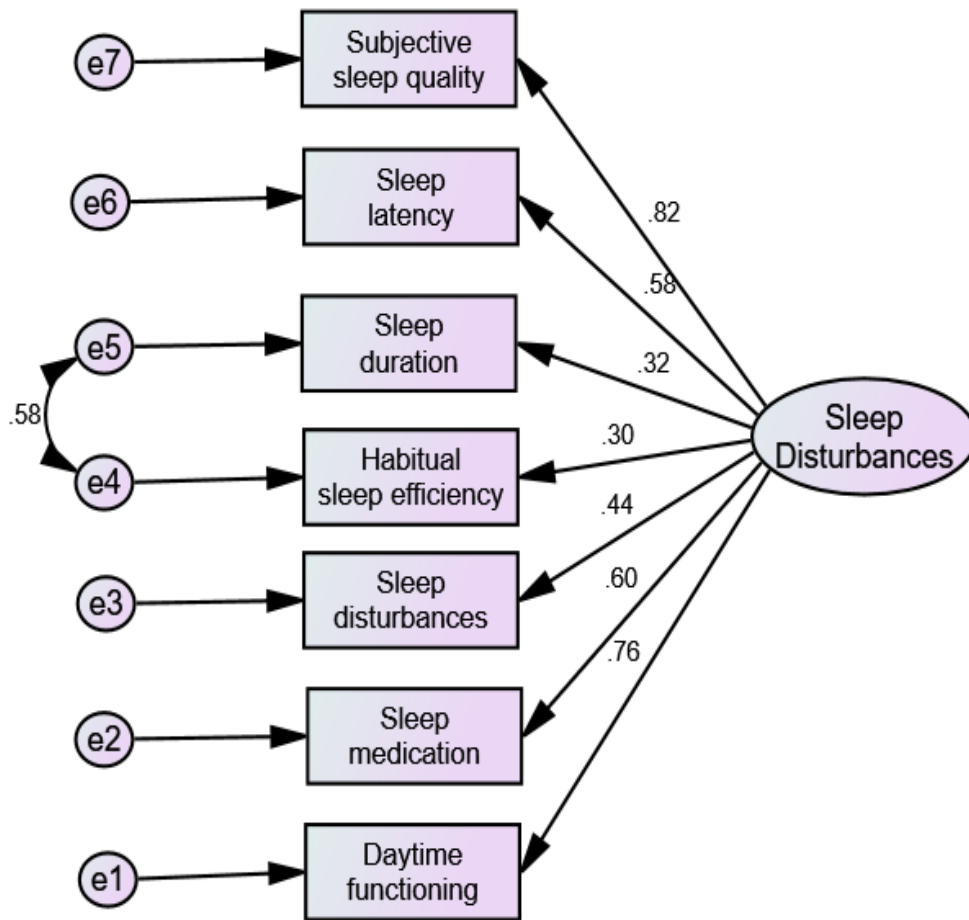 e7
Subjective
sleep quality
e6
Sleep
latency
.82
.58
e5
Sleep
duration
.32
.58
e4
Habitual
sleep efficiency
.30
Sleep
Disturbances
.44
e3
Sleep
disturbances
.60
.76
e2
Sleep
medication
e1
Daytime
functioning